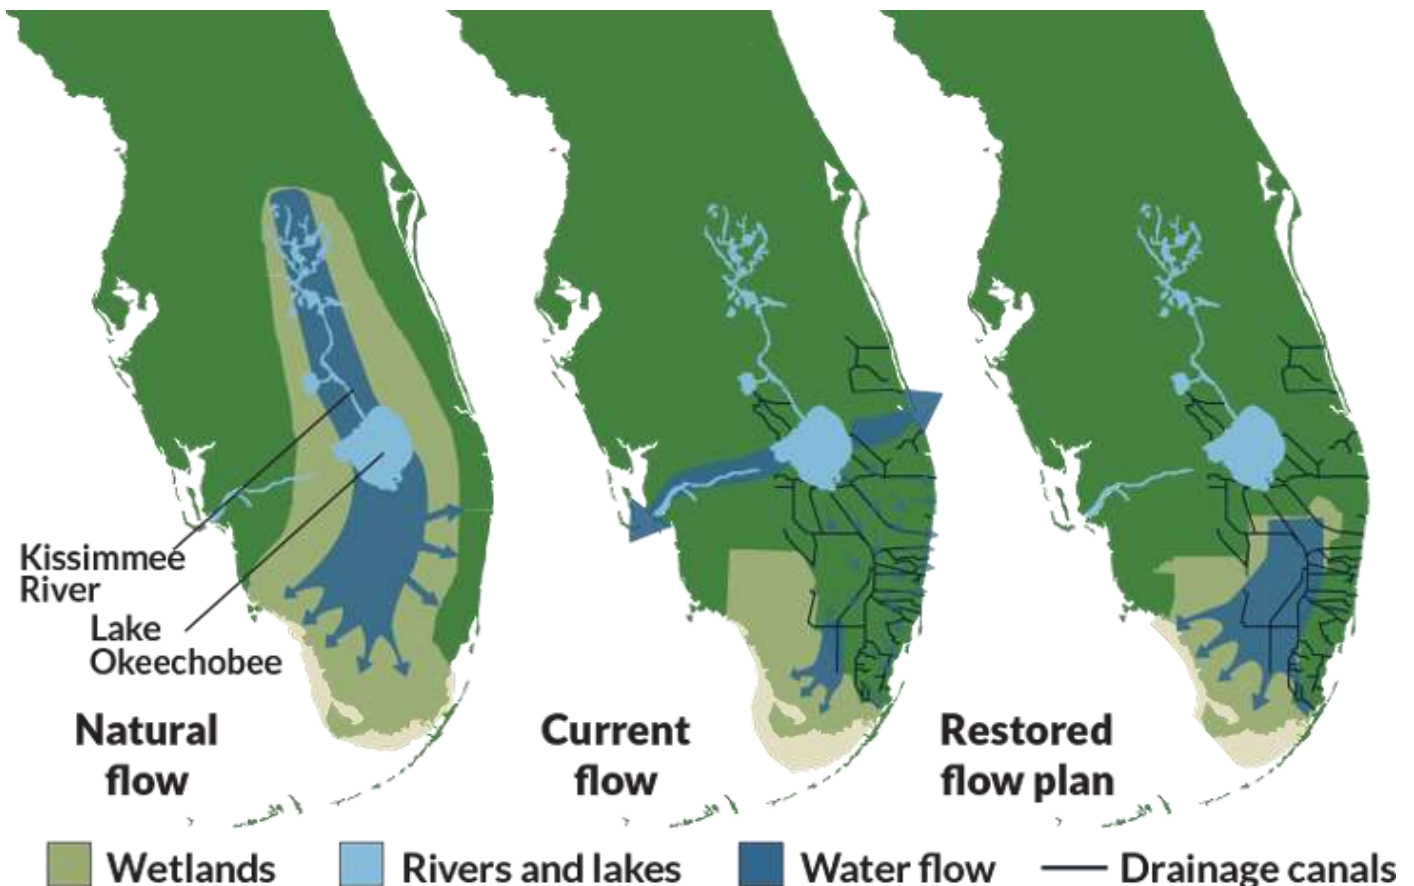 Kissimmee
River
Lake
Okeechobee
Natural
flow
Current
flow
Restored
flow plan
Wetlands
Rivers and lakes
Water flow
Drainage canals